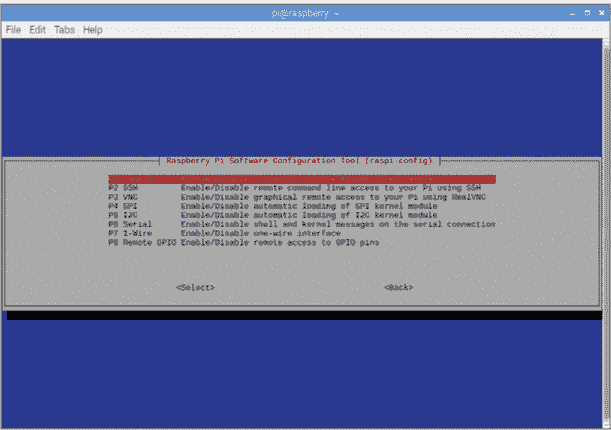 pi@raspberry: ~
File Edit Tabs Help
Raspberry Pi Software Configuration Tool (raspi-config)
P2 SSH Enable/Disable remote command line access to your Pi using SSH
P3 VNC Enable/Disable graphical remote access to your Pi using RealVNC
P4 SPI Enable/Disable automatic loading of SPI kernel module
P5 I2C Enable/Disable automatic loading of I2C kernel module
P6 Serial Enable/Disable shell and kernel messages on the serial connection
P7 1-Wire Enable/Disable one-wire interface
P8 Remote GPIO Enable/Disable remote access to GPIO pins
<Select> <Back>